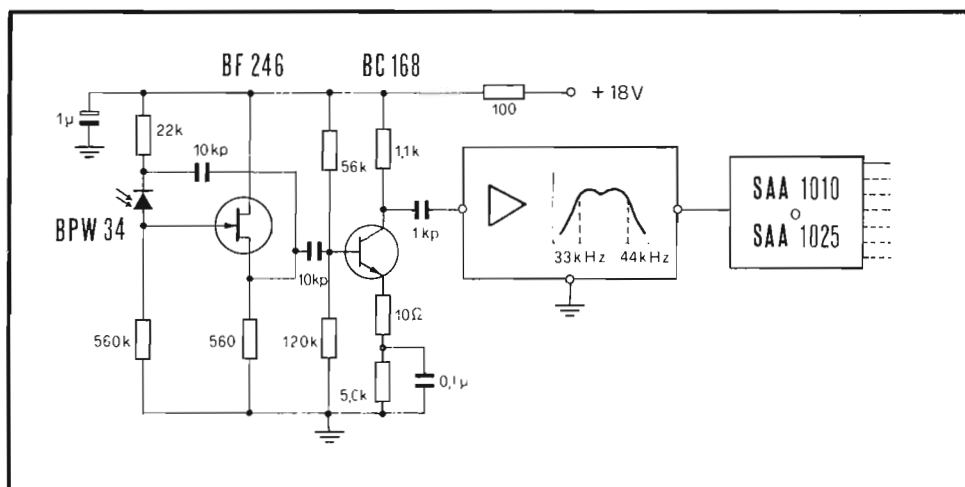 BF 246
BC 168
+ 18V
100
1µ
22k
10kp
56k
1,1k
BPW 34
10kp
1kp
33kHz
44kHz
SAA 1010
o
SAA 1025
560k
560
120k
10Ω
5,0k
0,1µ